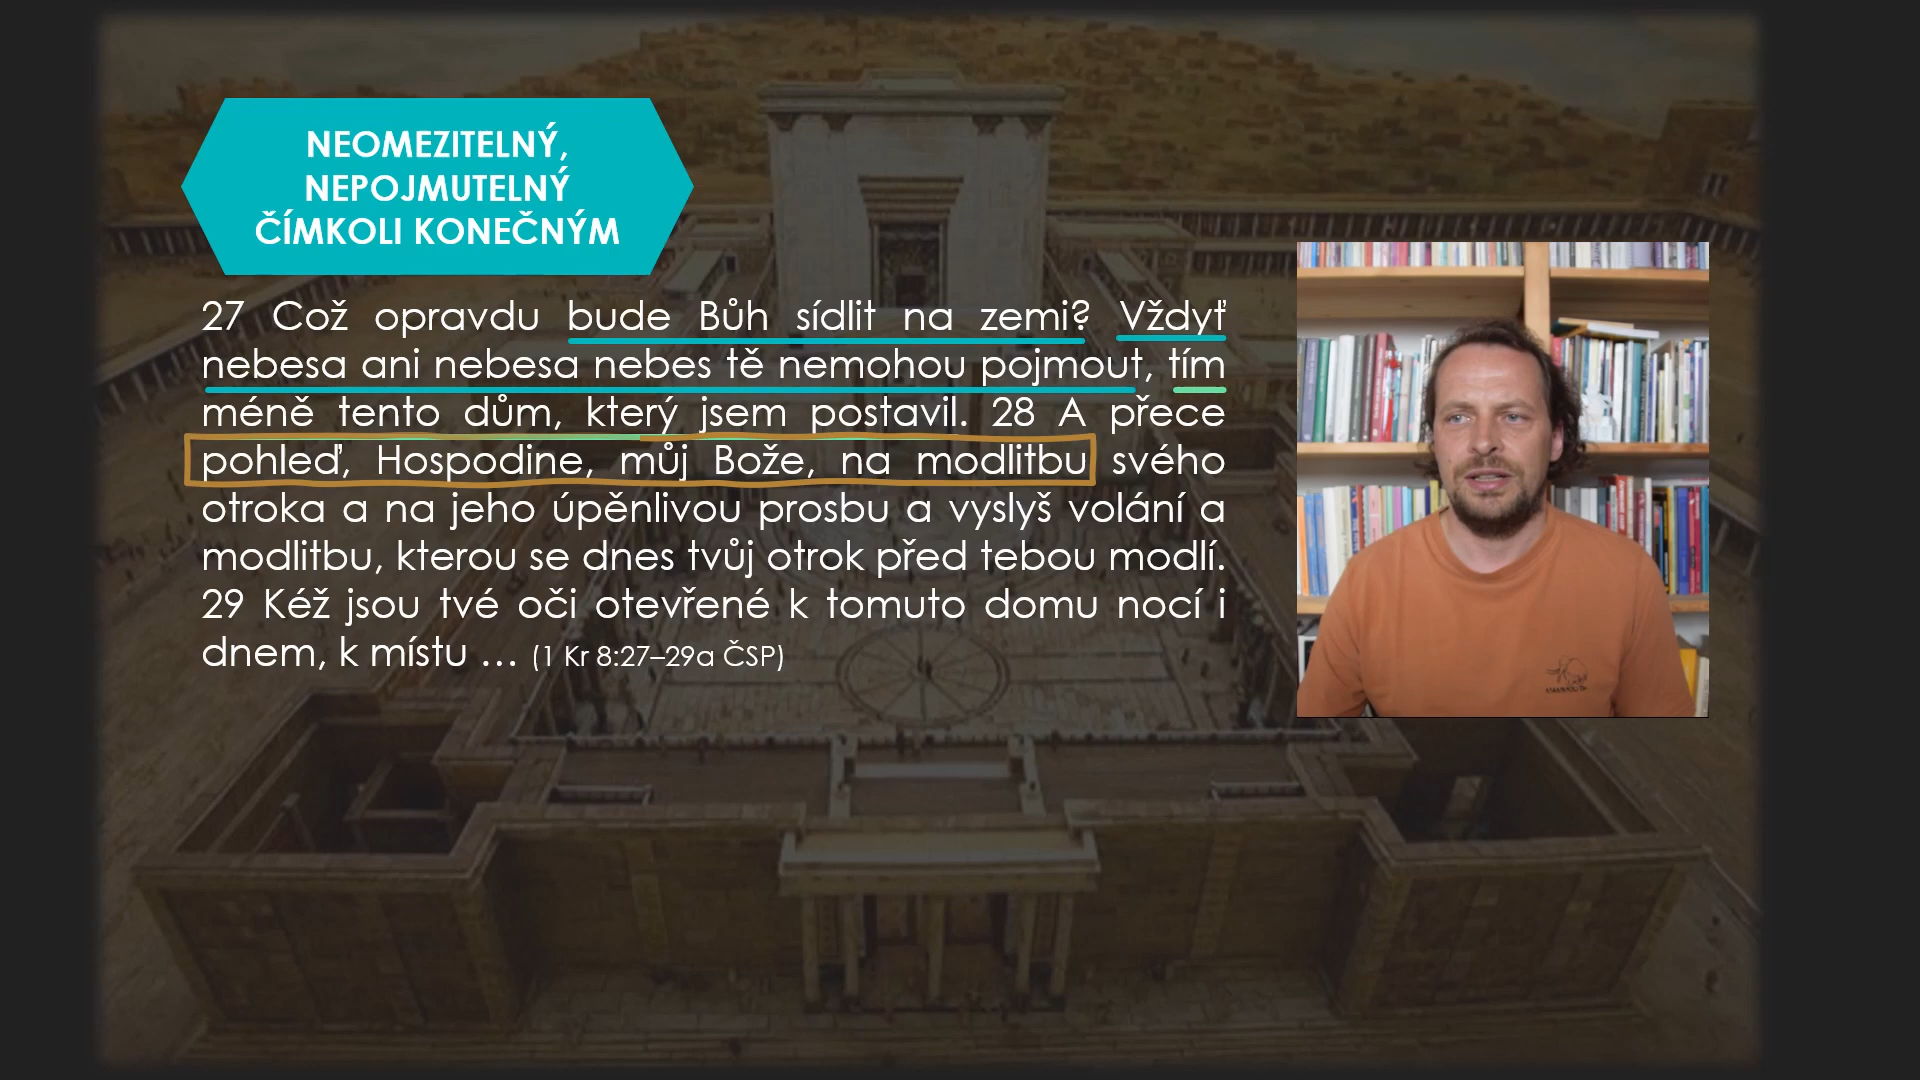 NEOMEZITELNÝ,
NEPOJMUTELNÝ
ČÍMKOLI KONEČNÝM
27 Což opravdu bude Bůh sídlit na zemi? Vždyť
nebesa ani nebesa nebes tě nemohou pojmout, tím
méně tento dům, který jsem postavil. 28 A přece
pohleď, Hospodine, můj Bože, na modlitbu svého
otroka a na jeho úpěnlivou prosbu a vyslyš volání a
modlitbu, kterou se dnes tvůj otrok před tebou modlí.
29 Kéž jsou tvé oči otevřené k tomuto domu nocí i
dnem, k místu … (1 Kr 8:27–29a ČSP)